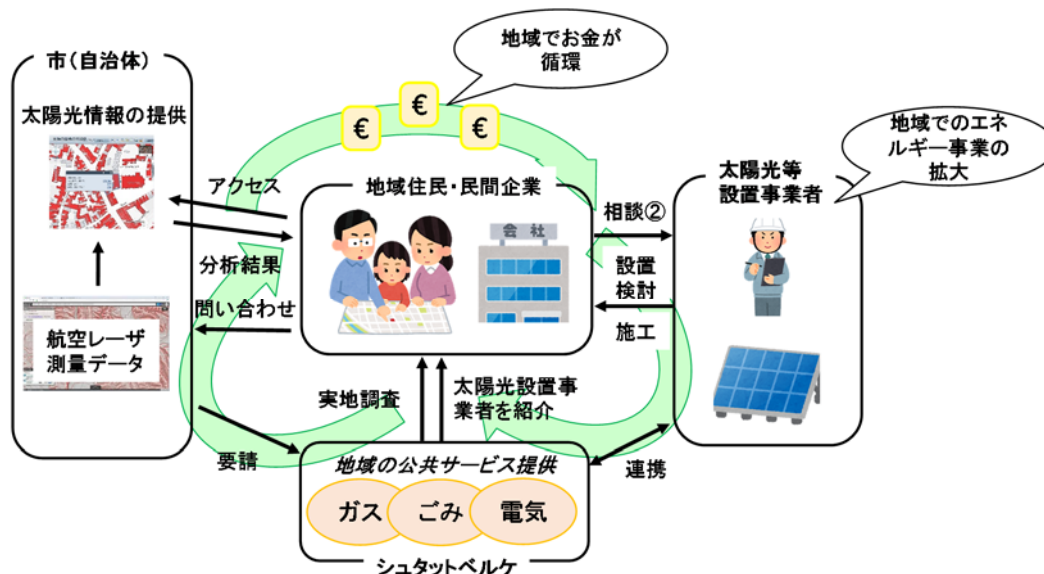 地域でお金が
循環
市(自治体)
太陽光情報の提供
€
€
€
地域でのエネ
ルギー事業の
拡大
アクセス
地域住民・民間企業
太陽光等
設置事業者
相談②
会社
分析結果
設置
検討
問い合わせ
施工
航空レーザ
測量データ
実地調査
太陽光設置事
業者を紹介
要請
地域の公共サービス提供
連携
ガス
ごみ
電気
シュタットベルケ